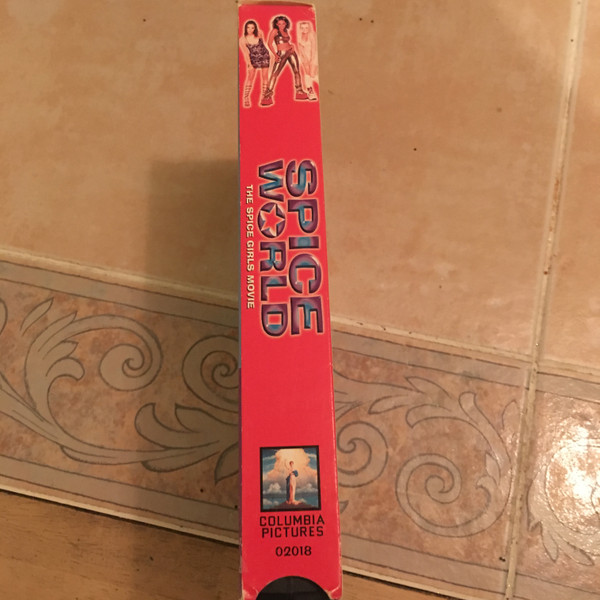 SPICE
WORLD
THE SPICE GIRLS MOVIE
COLUMBIA
PICTURES
02018